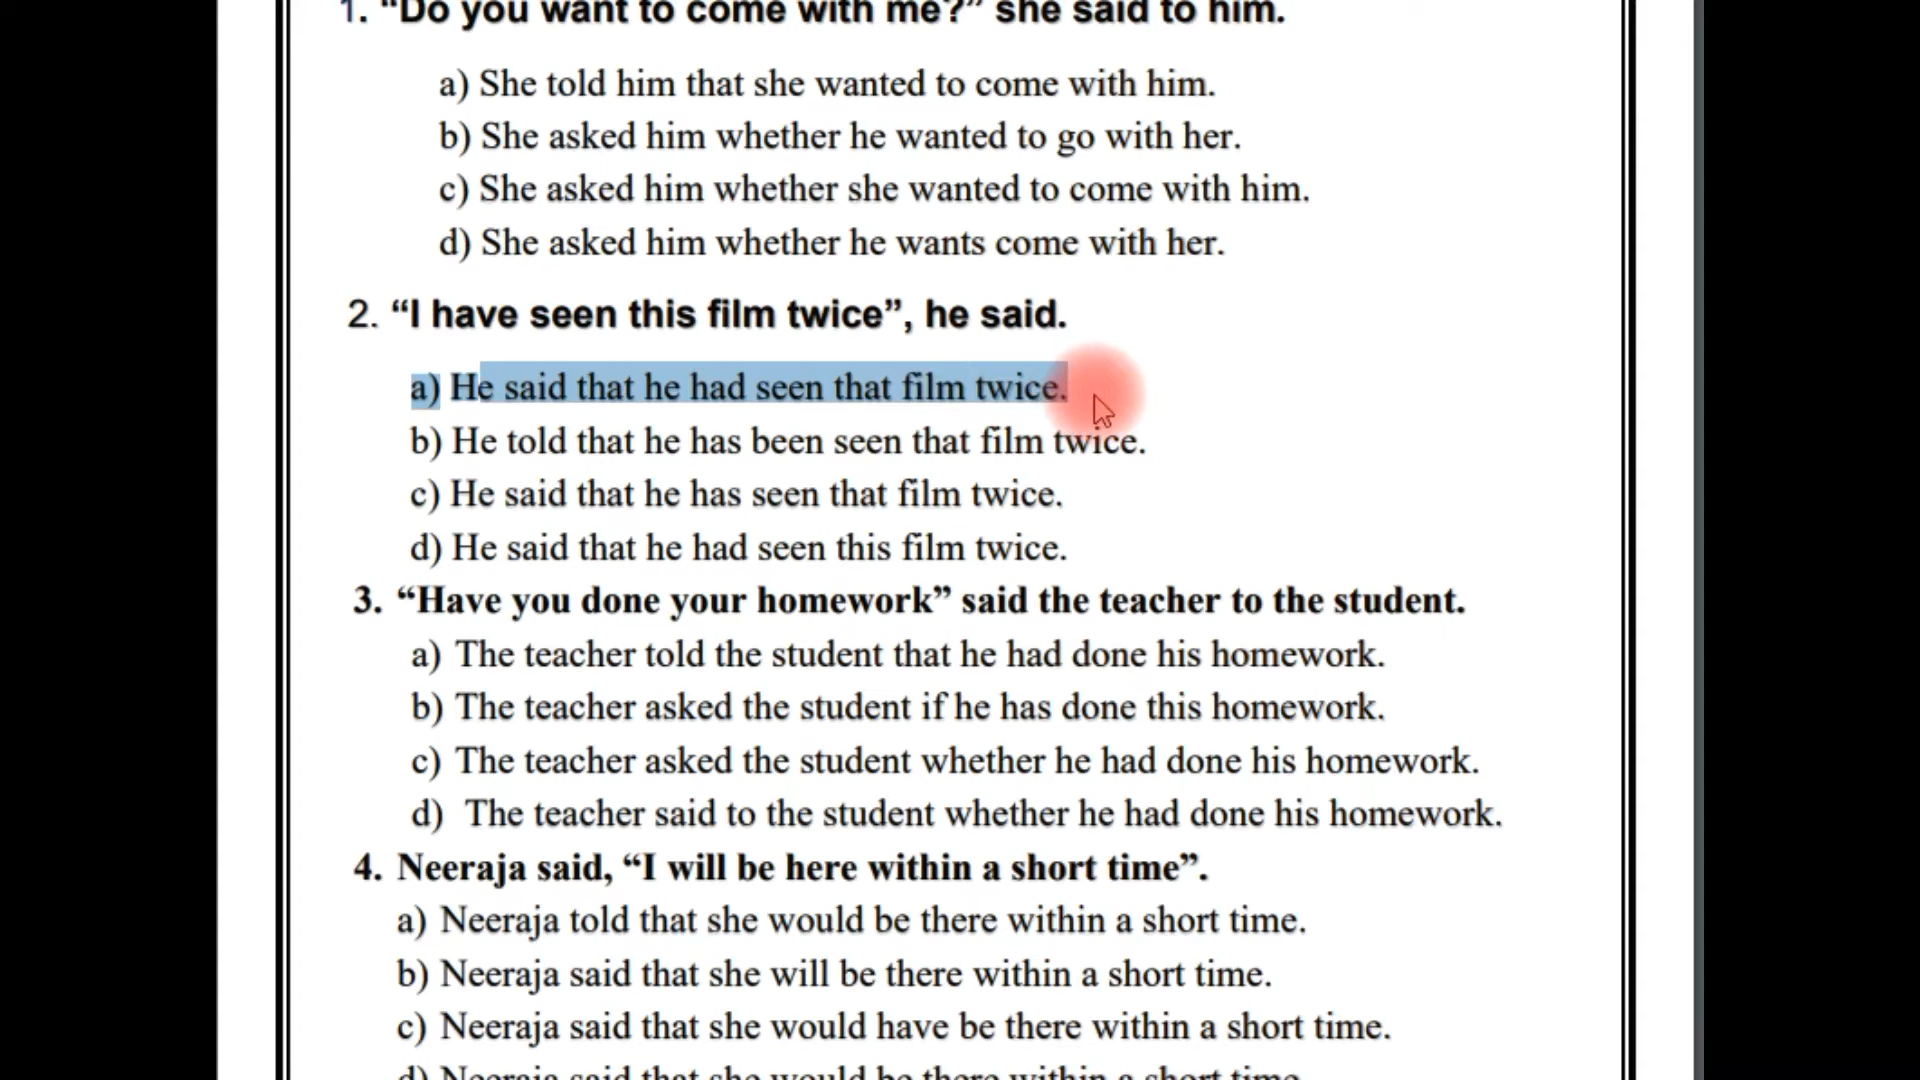 1. “Do you want to come with me?” she said to him.
a) She told him that she wanted to come with him.
b) She asked him whether he wanted to go with her.
c) She asked him whether she wanted to come with him.
d) She asked him whether he wants come with her.
2. “I have seen this film twice”, he said.
a) He said that he had seen that film twice.
b) He told that he has been seen that film twice.
c) He said that he has seen that film twice.
d) He said that he had seen this film twice.
3. “Have you done your homework” said the teacher to the student.
a) The teacher told the student that he had done his homework.
b) The teacher asked the student if he has done this homework.
c) The teacher asked the student whether he had done his homework.
d) The teacher said to the student whether he had done his homework.
4. Neeraja said, “I will be here within a short time”.
a) Neeraja told that she would be there within a short time.
b) Neeraja said that she will be there within a short time.
c) Neeraja said that she would have be there within a short time.
d) Neeraja said that she would be there within a short time.